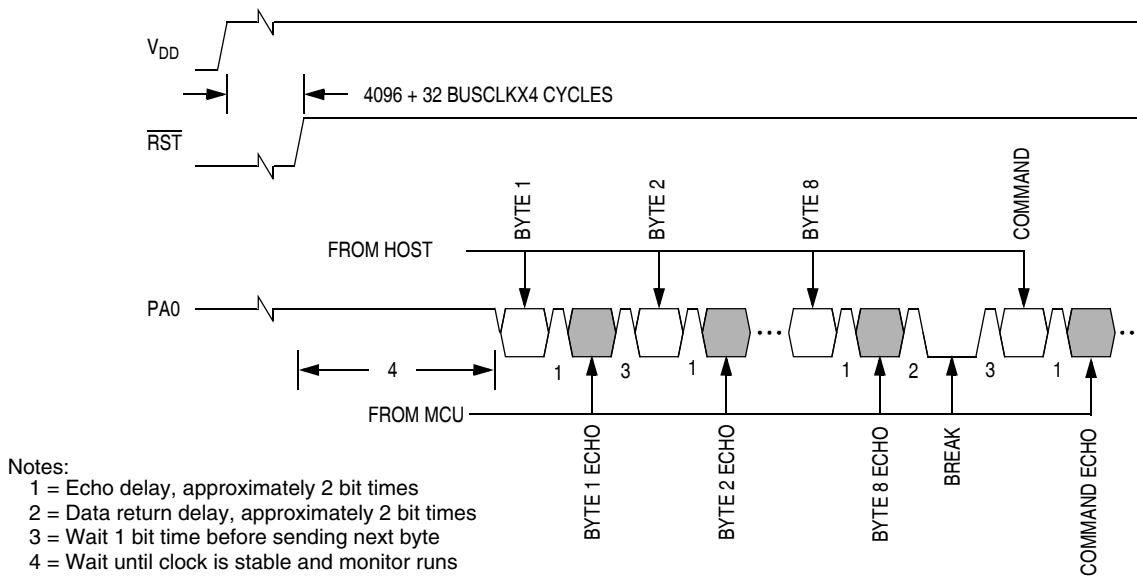 VDD
4096 + 32 BUSCLKX4 CYCLES
RST
BYTE 1
BYTE 2
BYTE 8
COMMAND
FROM HOST
PA0
1
3
1
1
2
3
1
4
FROM MCU
BYTE 1 ECHO
BYTE 2 ECHO
BYTE 8 ECHO
BREAK
COMMAND ECHO
Notes:
1 = Echo delay, approximately 2 bit times
2 = Data return delay, approximately 2 bit times
3 = Wait 1 bit time before sending next byte
4 = Wait until clock is stable and monitor runs